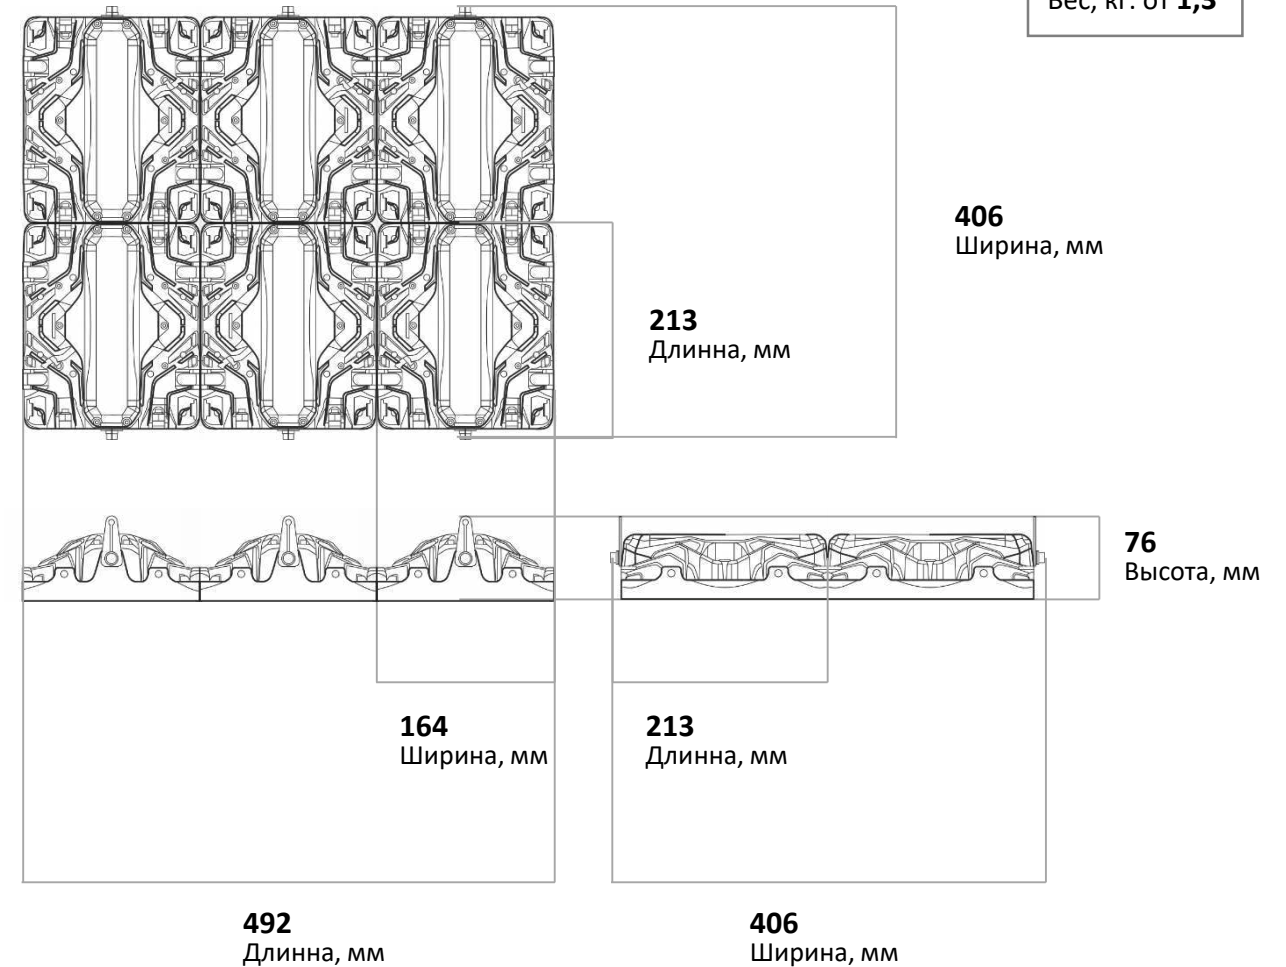 Вес, кг: от 1,3
406
Ширина, мм
213
Длинна, мм
76
Высота, мм
164
Ширина, мм
213
Длинна, мм
492
Длинна, мм
406
Ширина, мм